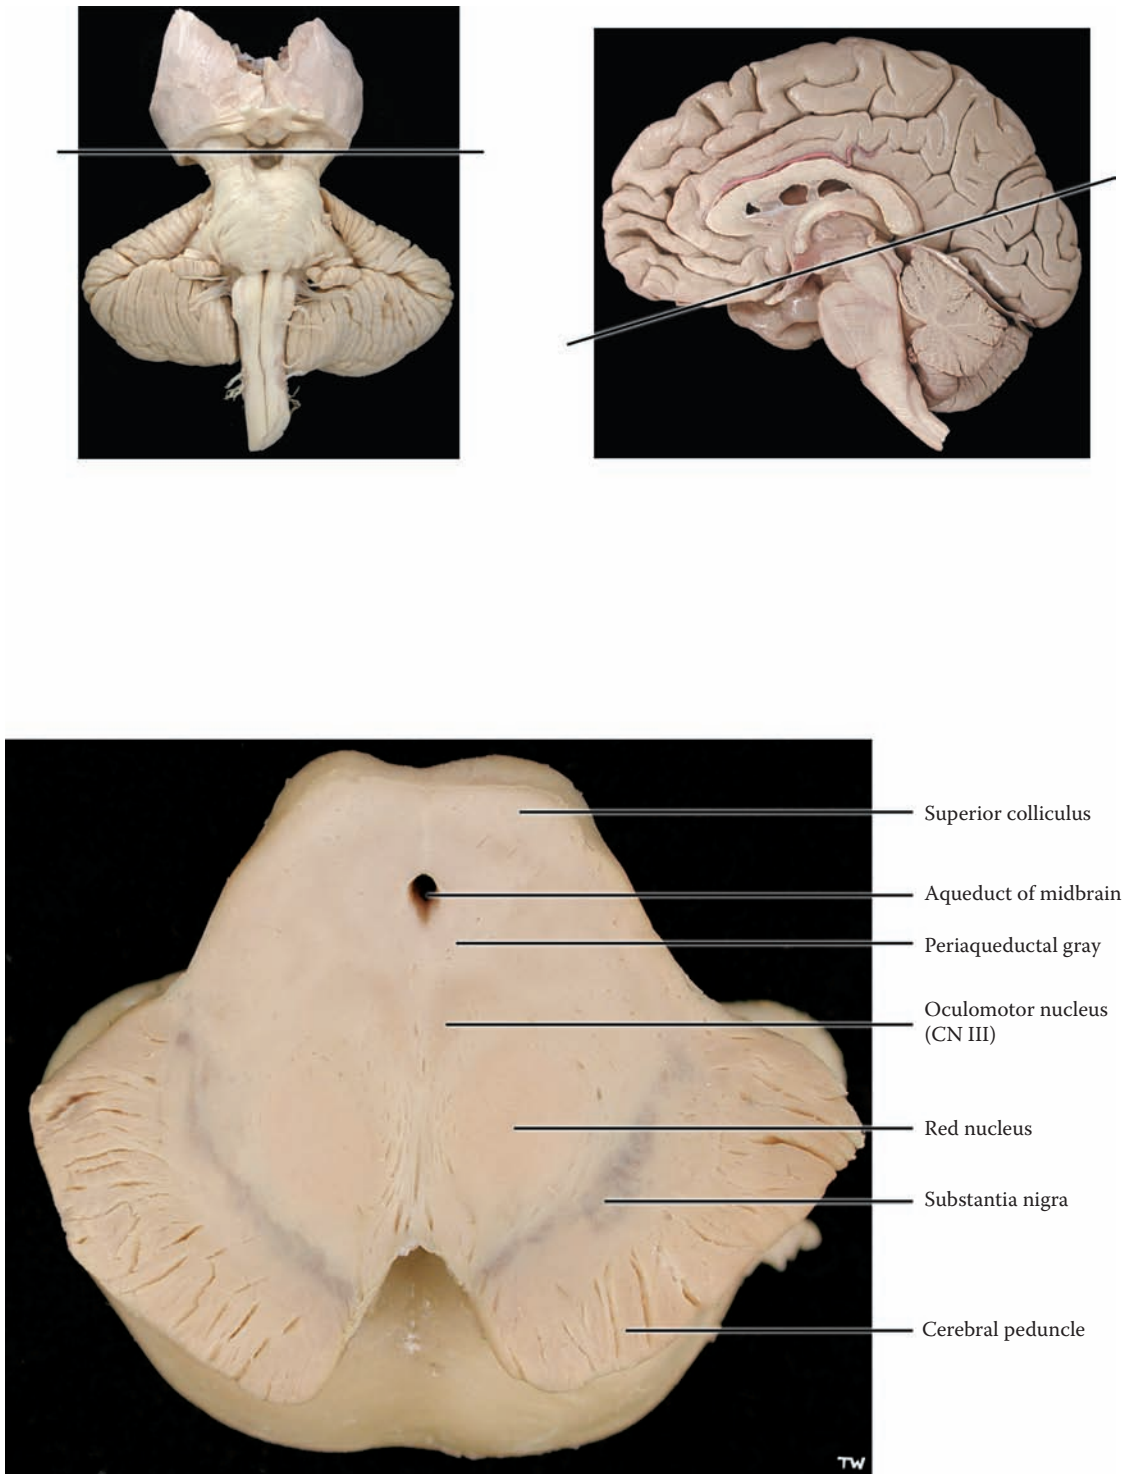 Superior colliculus
Aqueduct of midbrain
Periaqueductal gray
Oculomotor nucleus
(CN III)
Red nucleus
Substantia nigra
Cerebral peduncle
TW